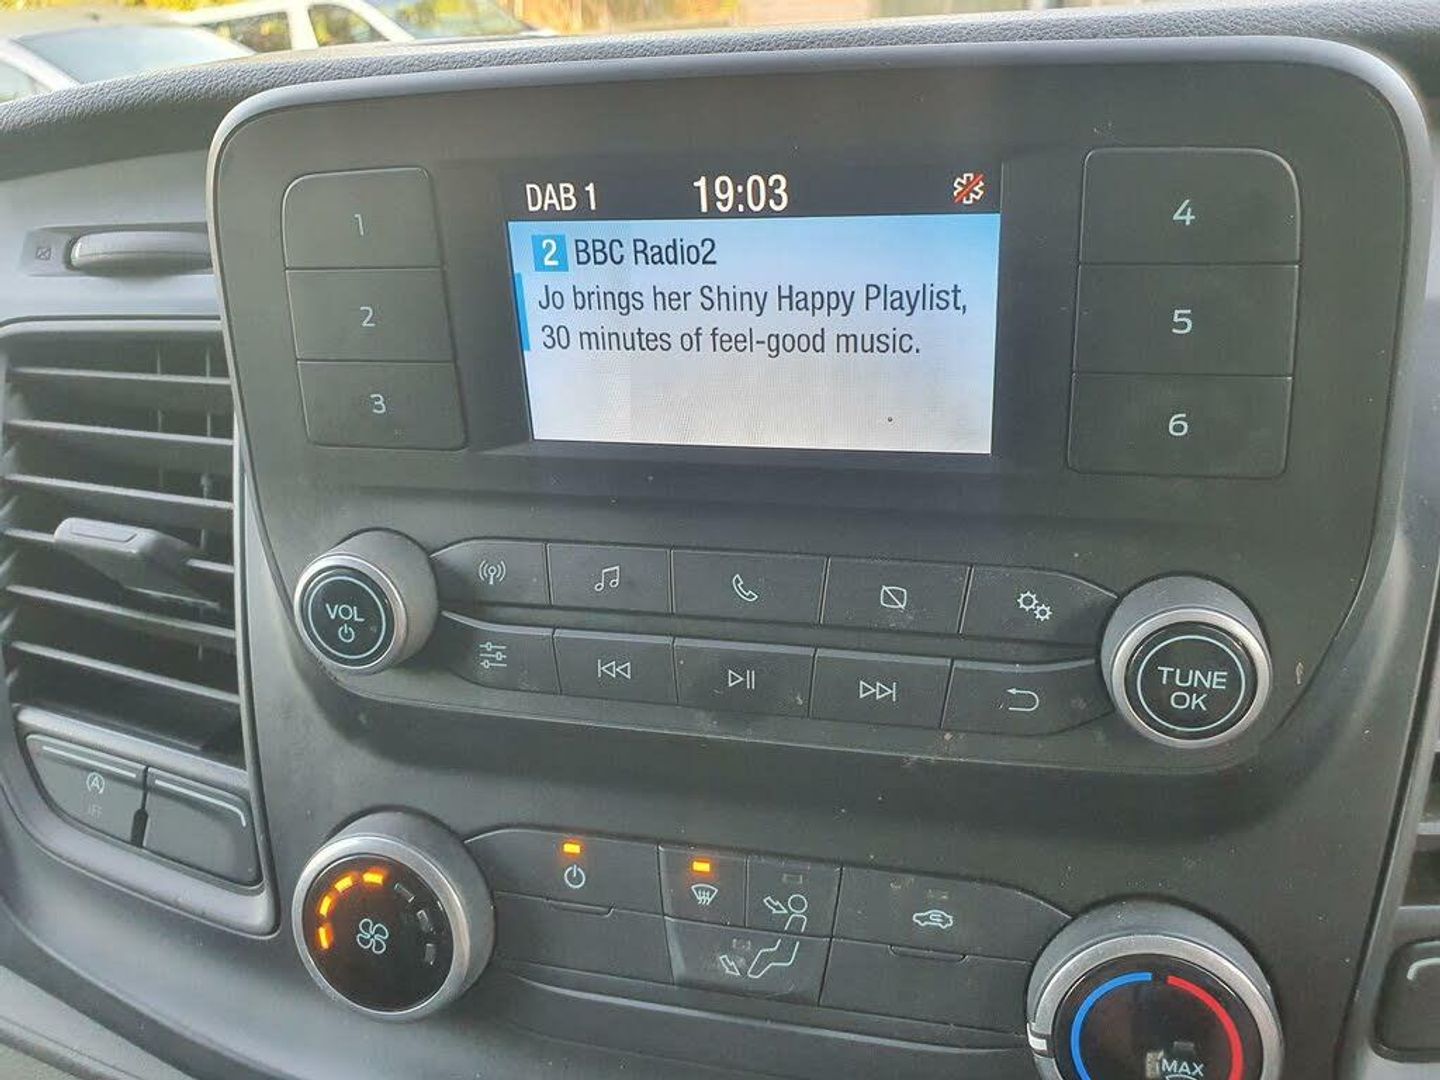 DAB 1 19:03
2 BBC Radio2
Jo brings her Shiny Happy Playlist,
30 minutes of feel-good music.
1
2
3
4
5
6
VOL
TUNE
OK
A
MAX